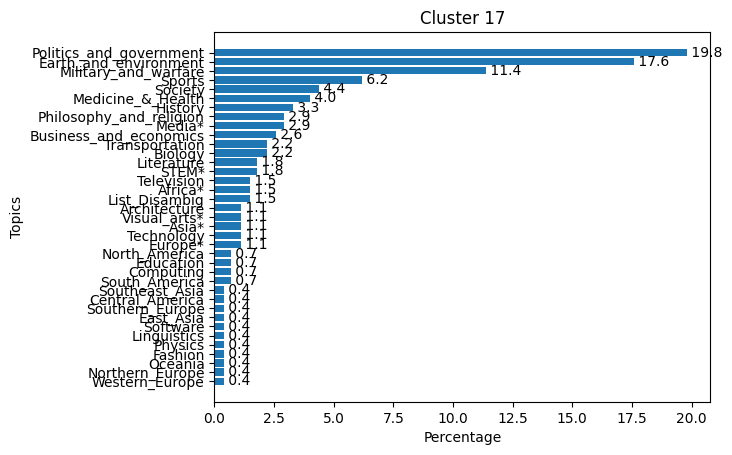 Cluster 17
Politics_and_government 19.8
Earth_and_environment 17.6
Military_and_warfare 11.4
Sports 6.2
Society 4.4
Medicine_&_Health 4.0
History 3.3
Philosophy_and_religion 2.9
Media* 2.9
Business_and_economics 2.6
Transportation 2.2
Biology 2.2
Literature 1.8
STEM* 1.8
Television 1.5
Africa* 1.5
List_Disambig 1.5
Architecture 1.1
Visual_arts* 1.1
Asia* 1.1
Technology 1.1
Europe* 1.1
North_America 0.7
Education 0.7
Computing 0.7
South_America 0.7
Southeast_Asia 0.4
Central_America 0.4
Southern_Europe 0.4
East_Asia 0.4
Software 0.4
Linguistics 0.4
Physics 0.4
Fashion 0.4
Oceania 0.4
Northern_Europe 0.4
Western_Europe 0.4
Topics
0.0 2.5 5.0 7.5 10.0 12.5 15.0 17.5 20.0
Percentage